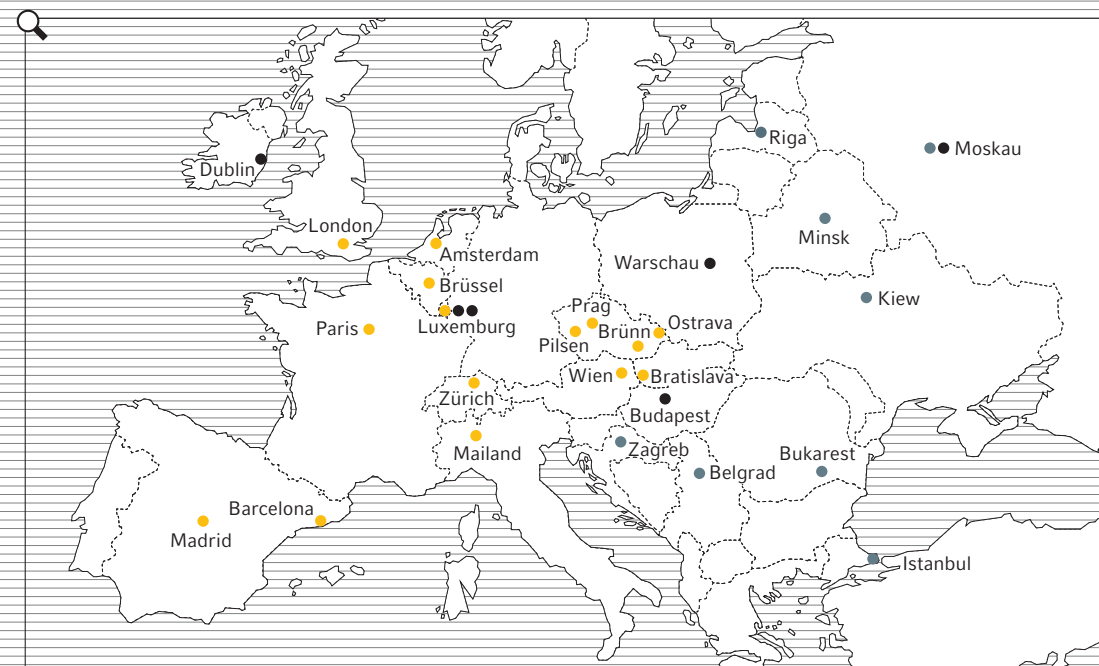 Riga
Moskau
Dublin
London
Minsk
Amsterdam
Warschau
Brüssel
Kiew
Prag
Luxemburg
Paris
Brünn
Ostrava
Pilsen
Wien
Bratislava
Zürich
Budapest
Mailand
Zagreb
Bukarest
Belgrad
Barcelona
Madrid
Istanbul